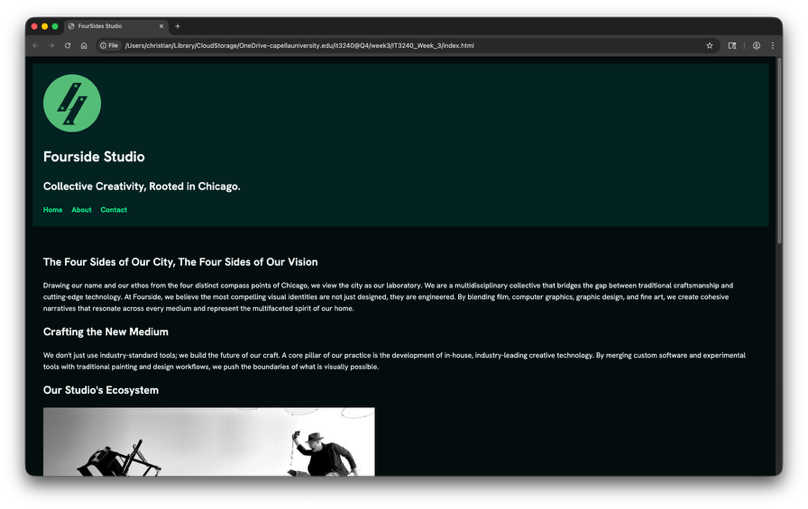 FourSides Studio
File
/Users/christian/Library/CloudStorage/OneDrive-capellauniversity.edu/it3240@Q4/week3/IT3240_Week_3/index.html
Fourside Studio
Collective Creativity, Rooted in Chicago.
Home About Contact
The Four Sides of Our City, The Four Sides of Our Vision
Drawing our name and our ethos from the four distinct compass points of Chicago, we view the city as our laboratory. We are a multidisciplinary collective that bridges the gap between traditional craftsmanship and
cutting-edge technology. At Fourside, we believe the most compelling visual identities are not just designed, they are engineered. By blending film, computer graphics, graphic design, and fine art, we create cohesive
narratives that resonate across every medium and represent the multifaceted spirit of our home.
Crafting the New Medium
We don't just use industry-standard tools; we build the future of our craft. A core pillar of our practice is the development of in-house, industry-leading creative technology. By merging custom software and experimental
tools with traditional painting and design workflows, we push the boundaries of what is visually possible.
Our Studio's Ecosystem